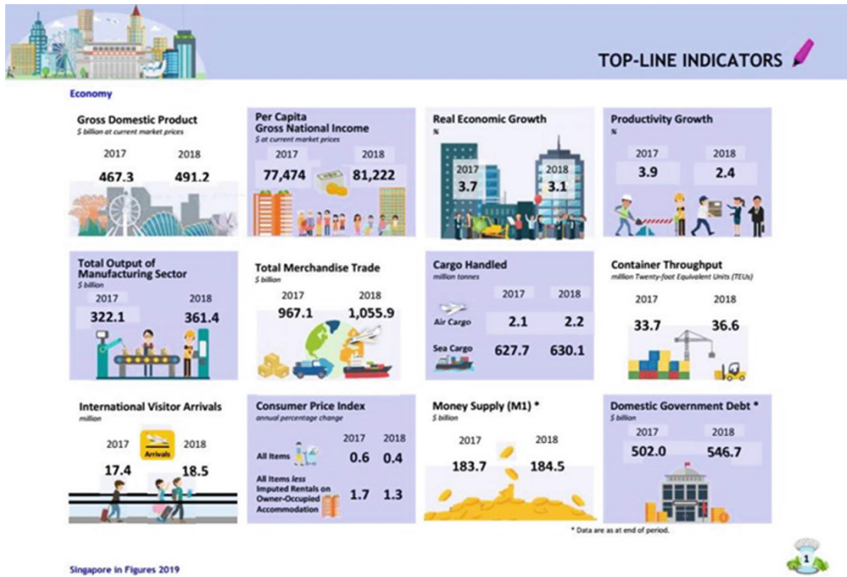 TOP-LINE INDICATORS
Economy
Gross Domestic Product
$ billion at current market prices
2017 2018
467.3 491.2
Per Capita
Gross National Income
$ at current market prices
2017 2018
77,474 81,222
Real Economic Growth
%
2017 2018
3.7 3.1
Productivity Growth
%
2017 2018
3.9 2.4
Total Output of
Manufacturing Sector
$ billion
2017 2018
322.1 361.4
Total Merchandise Trade
$ billion
2017 2018
967.1 1,055.9
Cargo Handled
million tonnes
2017 2018
Air Cargo 2.1 2.2
Sea Cargo 627.7 630.1
Container Throughput
million Twenty-foot Equivalent Units (TEUs)
2017 2018
33.7 36.6
International Visitor Arrivals
million
2017 Arrivals 2018
17.4 18.5
Consumer Price Index
annual percentage change
2017 2018
All Items 0.6 0.4
All Items less
Imputed Rentals on
Owner-Occupied 1.7 1.3
Accommodation
Money Supply (M1) *
$ billion
2017 2018
183.7 184.5
Domestic Government Debt *
$ billion
2017 2018
502.0 546.7
* Data are as at end of period.
Singapore in Figures 2019
1